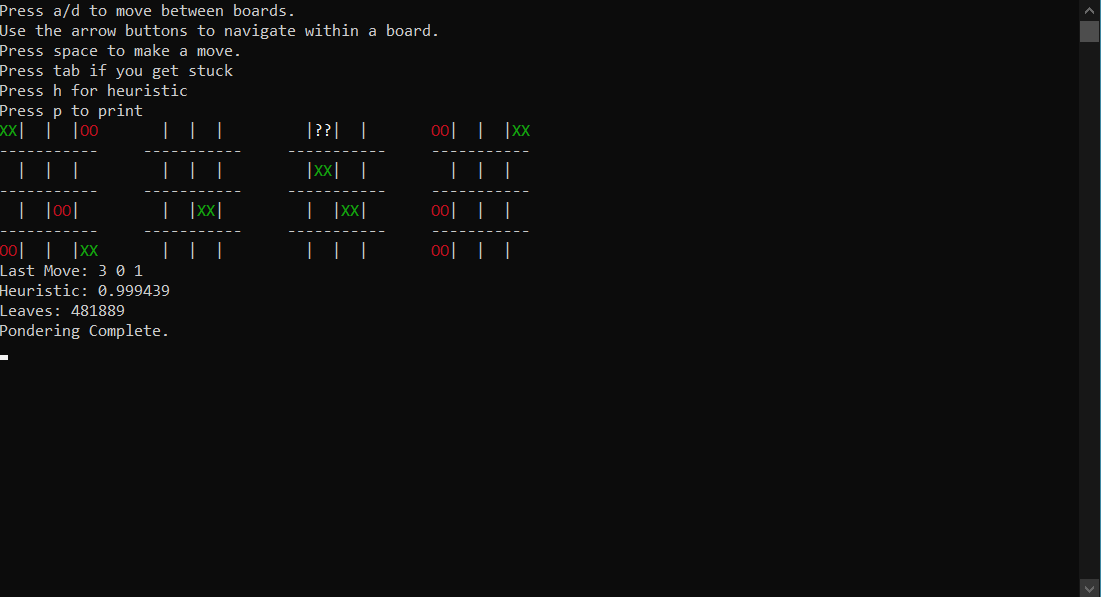 Press a/d to move between boards.
Use the arrow buttons to navigate within a board.
Press space to make a move.
Press tab if you get stuck
Press h for heuristic
Press p to print
XX|  |  |OO       |  |  |         |??|  |       OO|  |  |XX
-----------     -----------     -----------     -----------
  |  |  |         |  |  |         |XX|  |         |  |  |
-----------     -----------     -----------     -----------
  |  |OO|         |  |XX|         |  |XX|       OO|  |  |
-----------     -----------     -----------     -----------
OO|  |  |XX       |  |  |         |  |  |       OO|  |  |
Last Move: 3 0 1
Heuristic: 0.999439
Leaves: 481889
Pondering Complete.